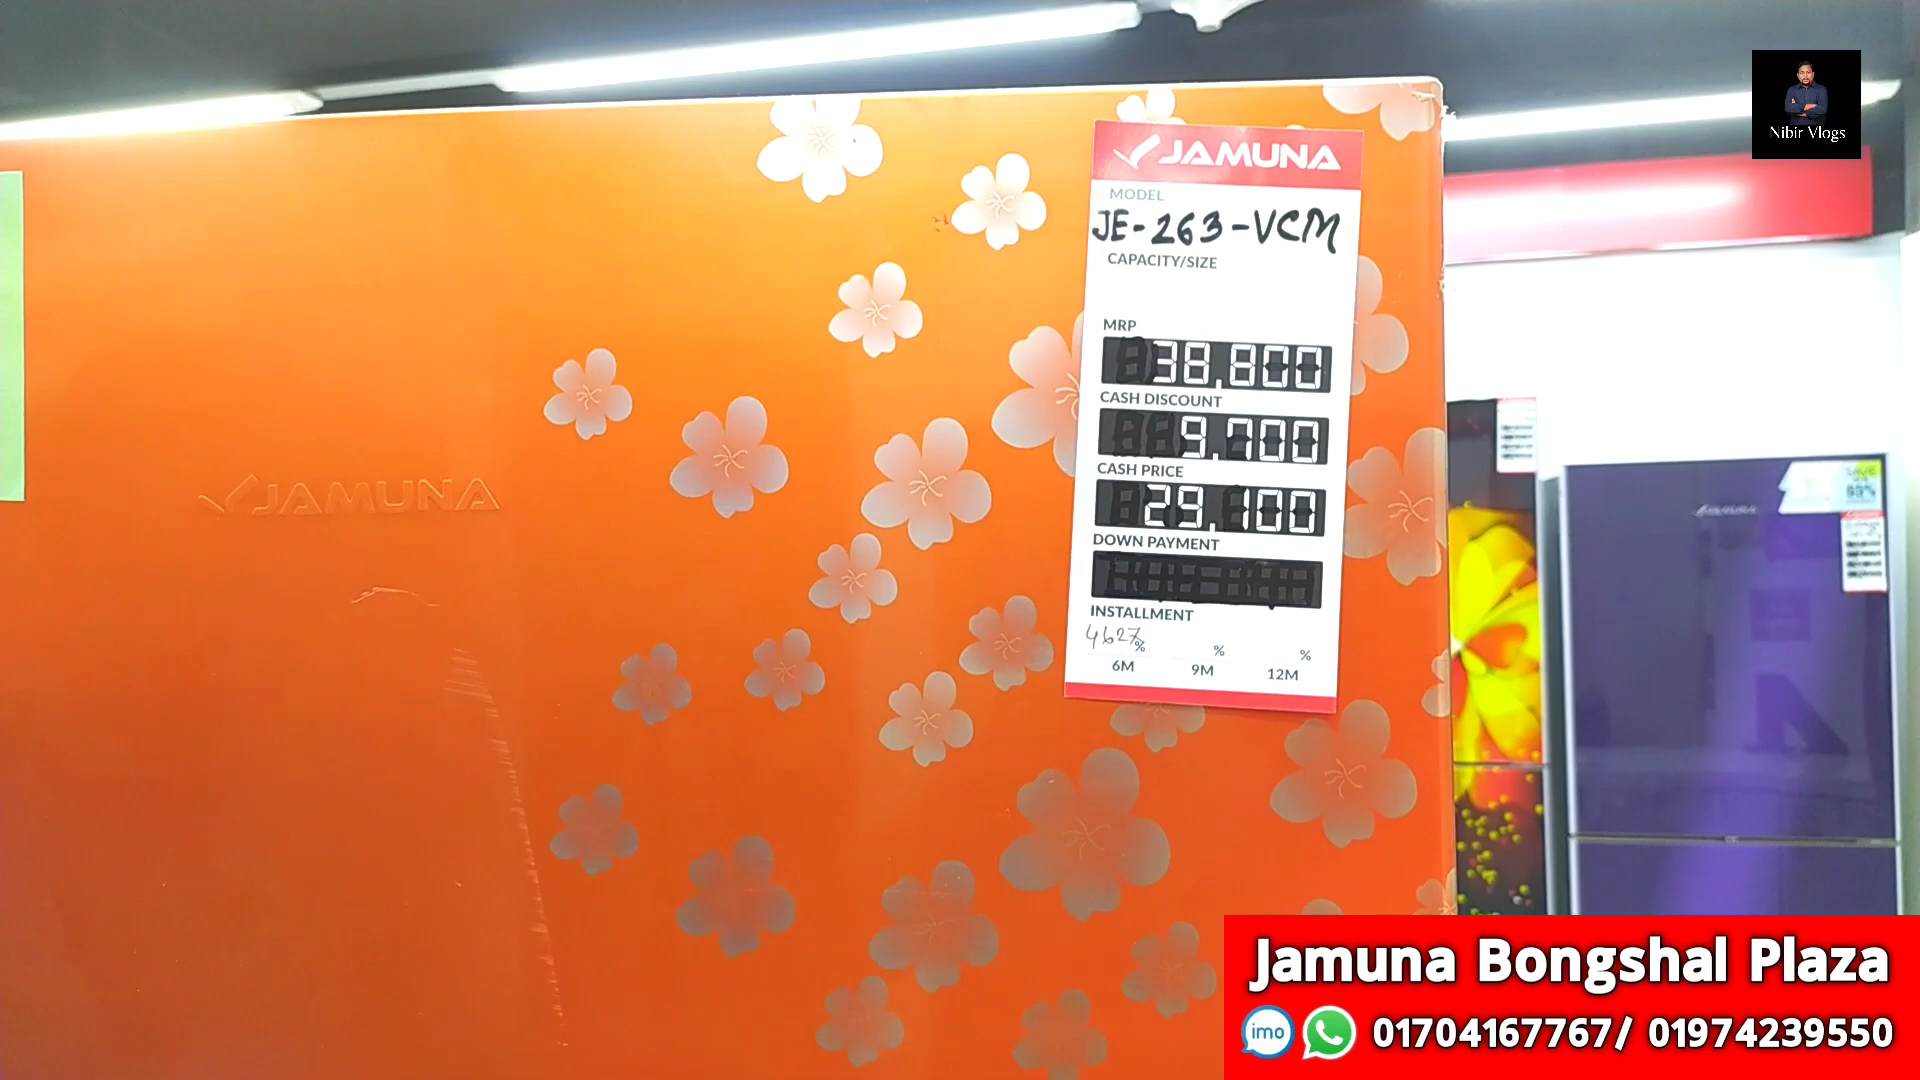 Nibir Vlogs
JAMUNA
MODEL
JE-263-VCM
CAPACITY/SIZE
MRP
38,800
CASH DISCOUNT
9,700
CASH PRICE
29,100
DOWN PAYMENT
INSTALLMENT
4627
% % %
6M 9M 12M
JAMUNA
JAMUNA
Jamuna Bongshal Plaza
imo 01704167767/ 01974239550